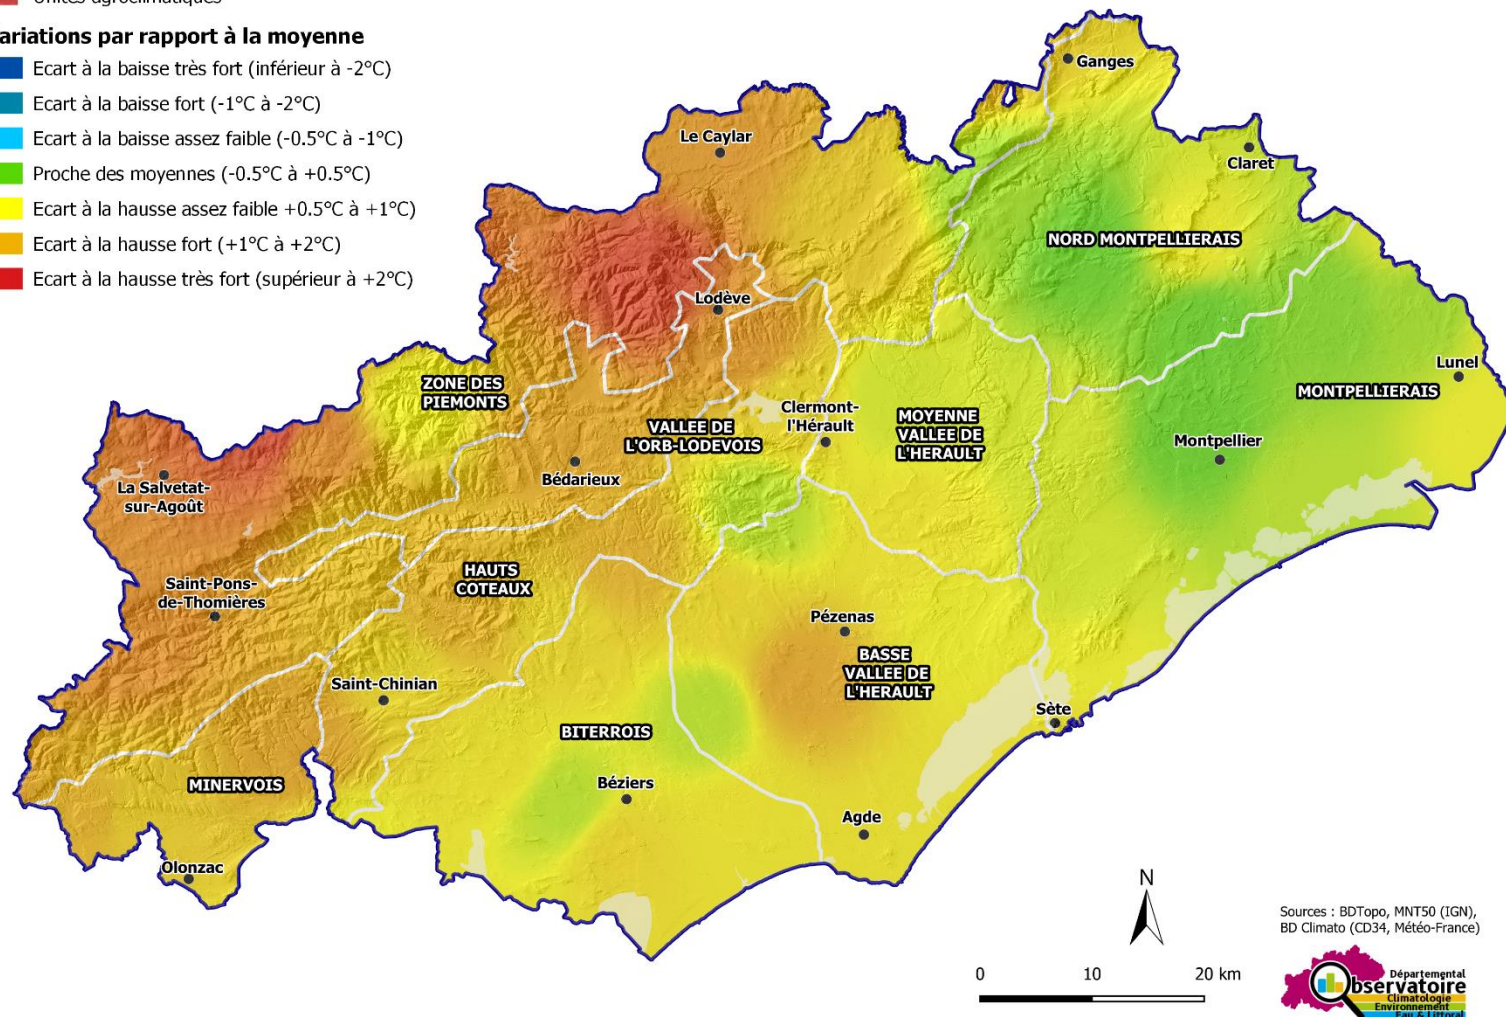 Unités agroclimatiques
ariations par rapport à la moyenne
Ecart à la baisse très fort (inférieur à -2°C)
Ecart à la baisse fort (-1°C à -2°C)
Ecart à la baisse assez faible (-0.5°C à -1°C)
Proche des moyennes (-0.5°C à +0.5°C)
Ecart à la hausse assez faible +0.5°C à +1°C)
Ecart à la hausse fort (+1°C à +2°C)
Ecart à la hausse très fort (supérieur à +2°C)
Ganges
Le Caylar
Claret
NORD MONTPELLIERAIS
Lodève
Lunel
ZONE DES
PIEMONTS
MONTPELLIERAIS
Clermont-
l'Hérault
MOYENNE
VALLEE DE
L'HERAULT
VALLEE DE
L'ORB-LODEVOIS
Montpellier
Bédarieux
La Salvetat-
sur-Agoût
HAUTS
COTEAUX
Saint-Pons-
de-Thomières
Pézenas
BASSE
VALLEE DE
L'HERAULT
Saint-Chinian
Sète
BITERROIS
MINERVOIS
Béziers
Agde
Olonzac
N
0 10 20 km
Sources : BDTopo, MNT50 (IGN),
BD Climato (CD34, Météo-France)
Départemental
Observatoire
Climatologie
Environnement
Eau & Littoral